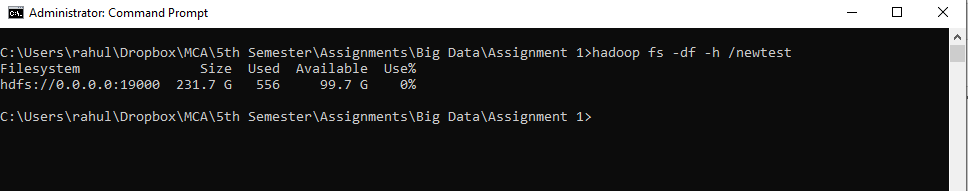 Administrator: Command Prompt
C:\Users\rahul\Dropbox\MCA\5th Semester\Assignments\Big Data\Assignment 1>hadoop fs -df -h /newtest
Filesystem Size Used Available Use%
hdfs://0.0.0.0:19000 231.7 G 556 99.7 G 0%
C:\Users\rahul\Dropbox\MCA\5th Semester\Assignments\Big Data\Assignment 1>